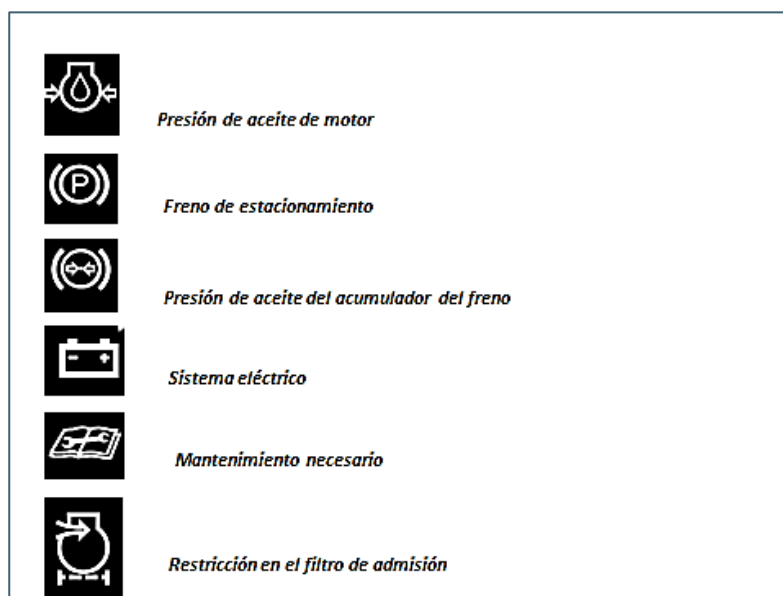 Presión de aceite de motor
P
Freno de estacionamiento
Presión de aceite del acumulador del freno
- +
Sistema eléctrico
Mantenimiento necesario
Restricción en el filtro de admisión